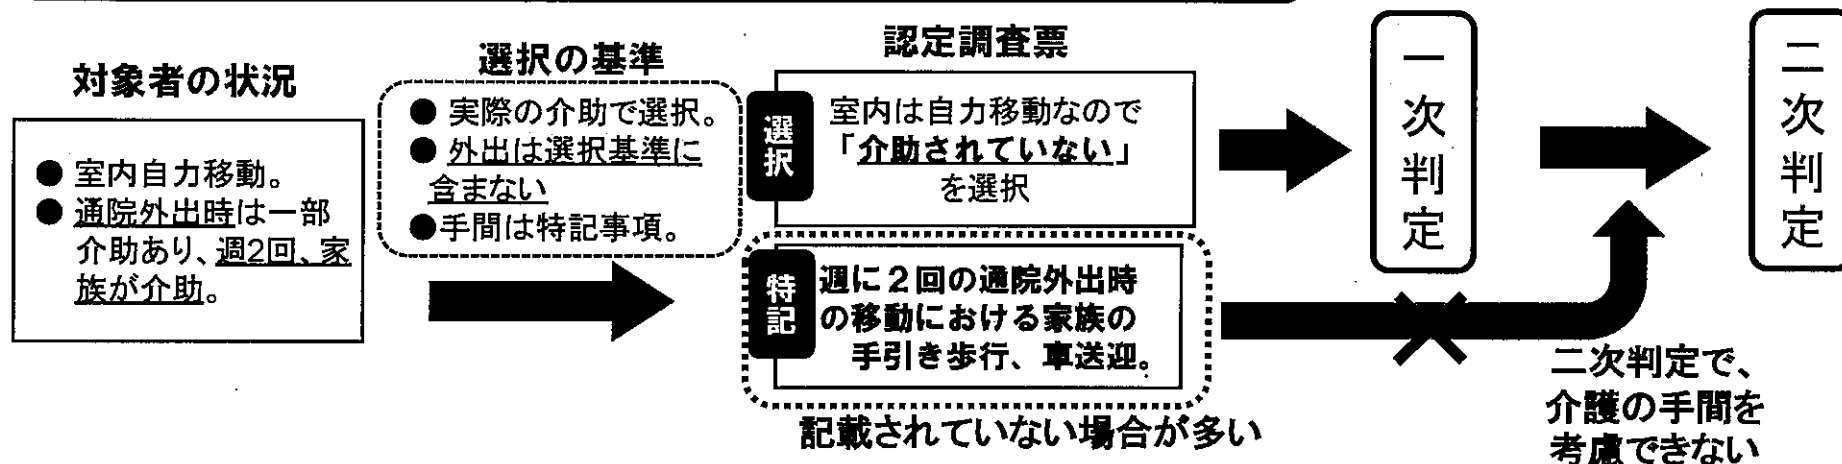 対象者の状況
● 室内自力移動。
● 通院外出時は一部
介助あり、週2回、家
族が介助。
選択の基準
● 実際の介助で選択。
● 外出は選択基準に
含まない
●手間は特記事項。
認定調査票
選択
室内は自力移動なので
「介助されていない」
を選択
特記
週に2回の通院外出時
の移動における家族の
手引き歩行、車送迎。
記載されていない場合が多い
一次判定
二次判定
二次判定で、
介護の手間を
考慮できない